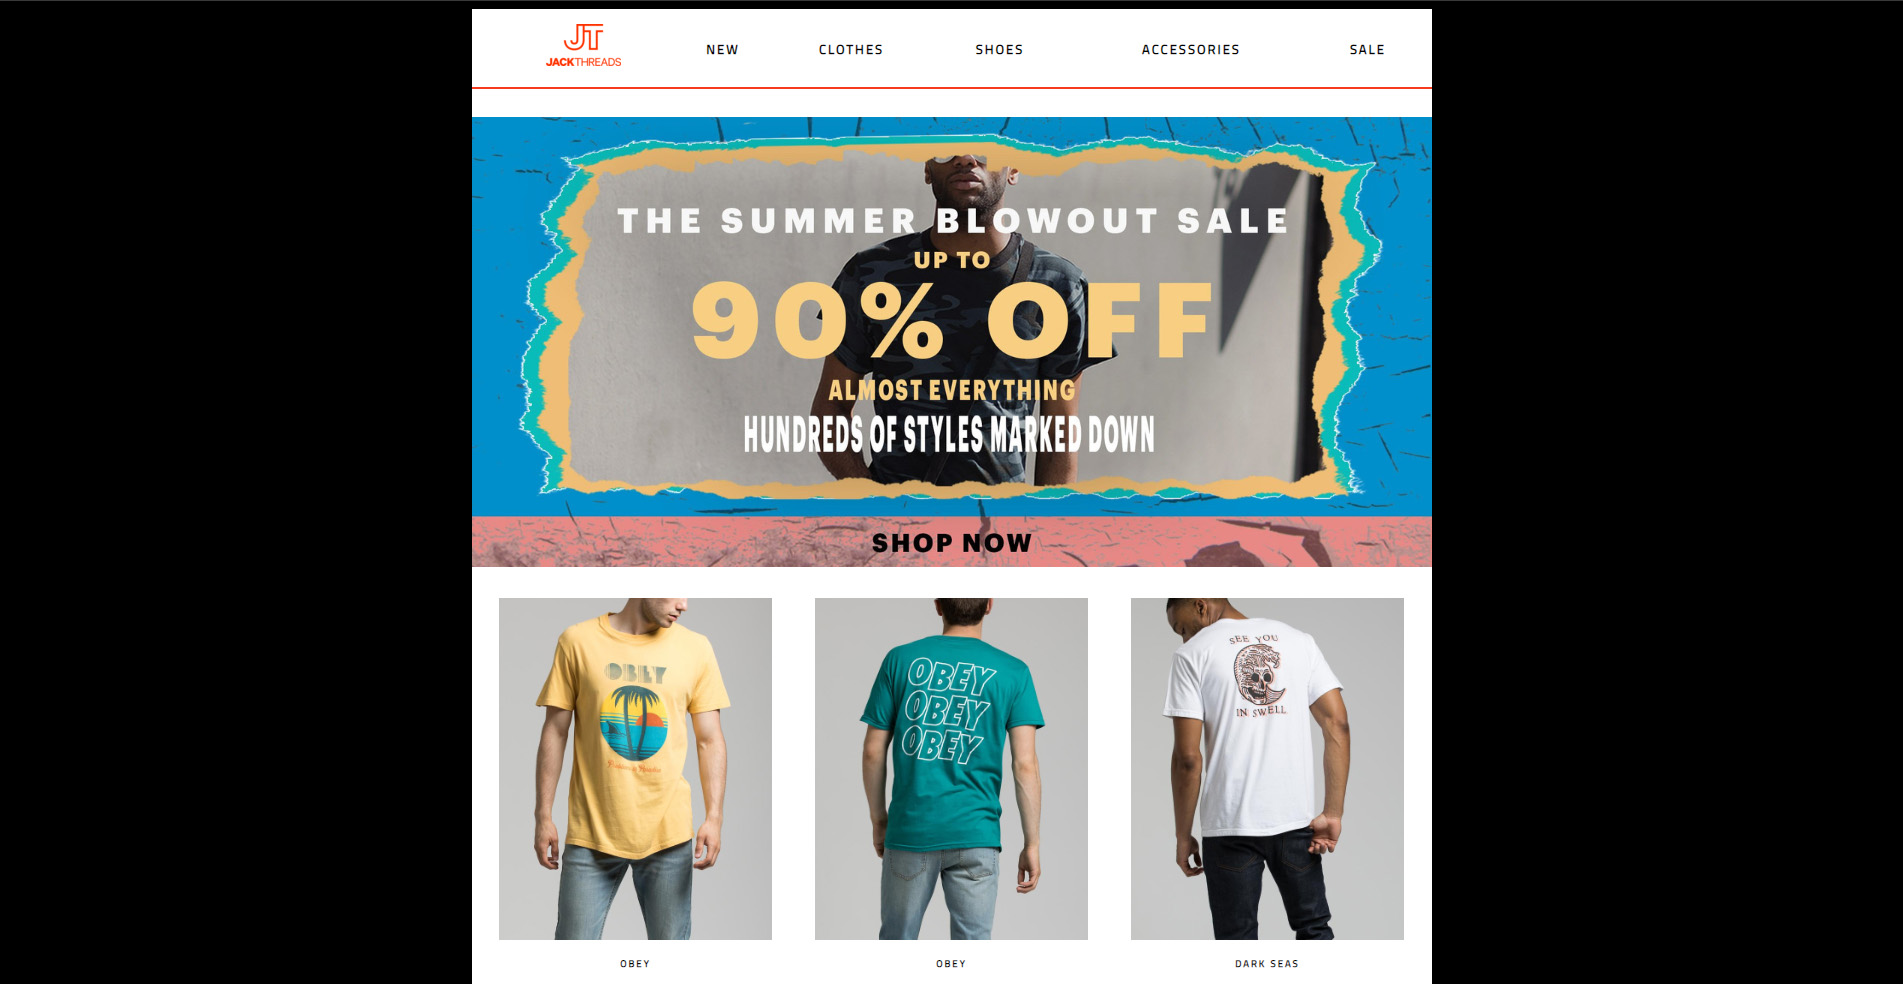 JT
JACKTHREADS
NEW CLOTHES SHOES ACCESSORIES SALE
THE SUMMER BLOWOUT SALE
UP TO
90% OFF
ALMOST EVERYTHING
HUNDREDS OF STYLES MARKED DOWN
SHOP NOW
OBEY
OBEY
OBEY
OBEY
SEE YOU
IN SWELL
OBEY OBEY DARK SEAS